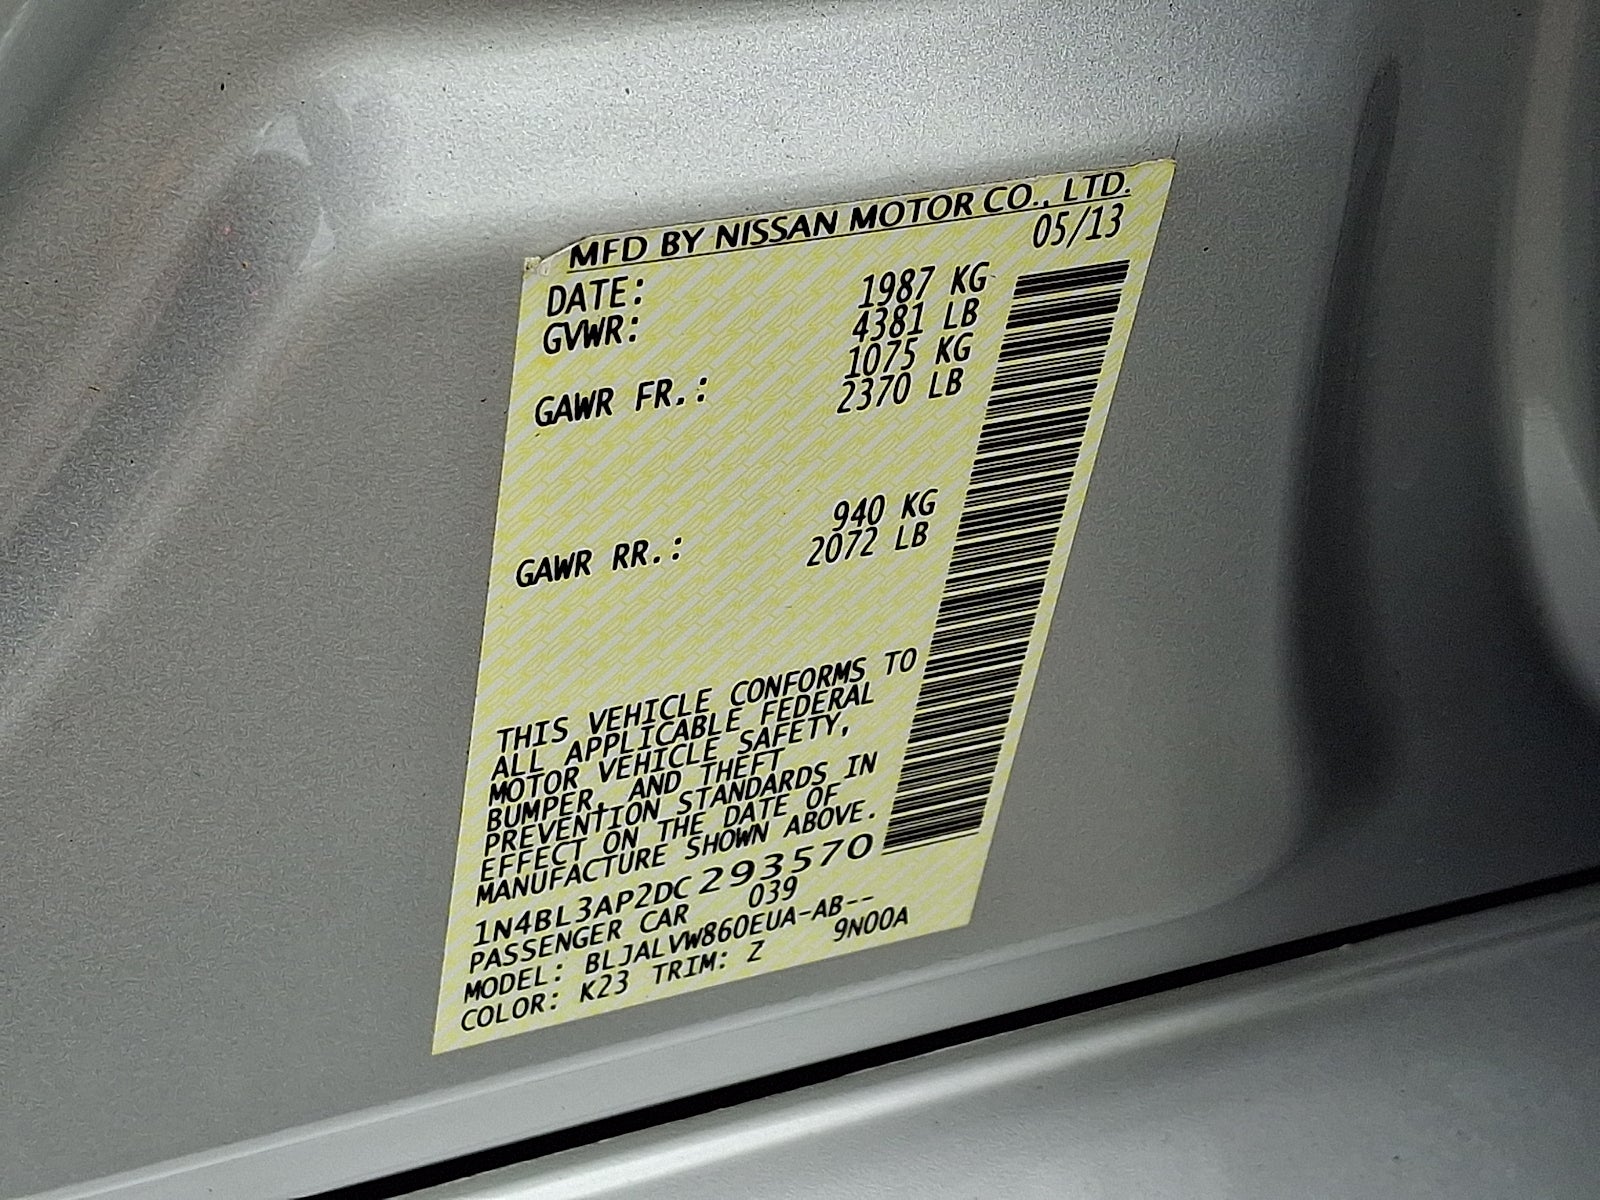 MFD BY NISSAN MOTOR CO., LTD.
DATE: 05/13
GVWR: 1987 KG
4381 LB
GAWR FR.: 1075 KG
2370 LB
GAWR RR.: 940 KG
2072 LB
THIS VEHICLE CONFORMS TO
ALL APPLICABLE FEDERAL
MOTOR VEHICLE SAFETY,
BUMPER, AND THEFT
PREVENTION STANDARDS IN
EFFECT ON THE DATE OF
MANUFACTURE SHOWN ABOVE.
1N4BL3AP2DC293570
PASSENGER CAR 039
MODEL: BLJALVW860EUA-AB--
COLOR: K23 TRIM: Z 9N00A